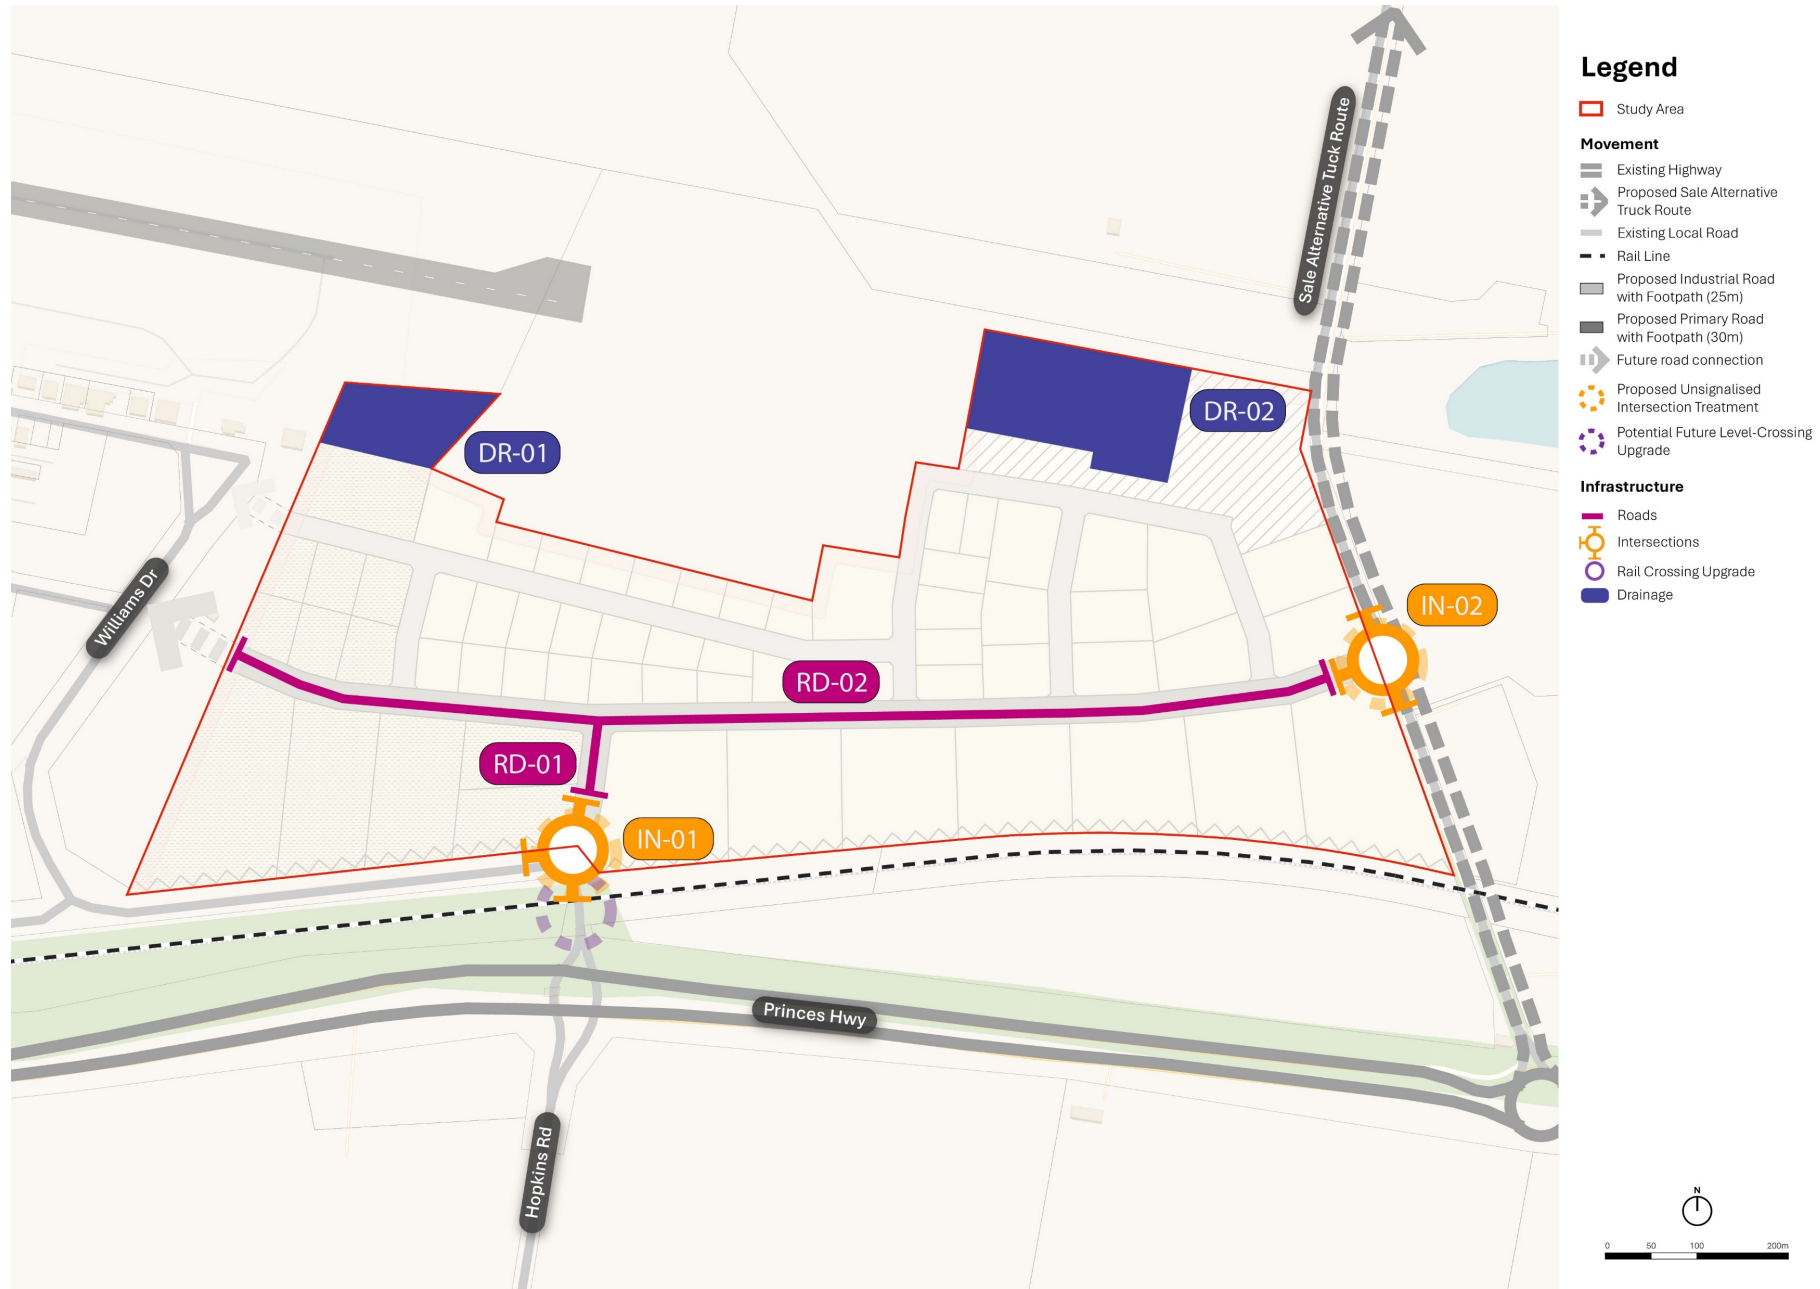 Sale Alternative Tuck Route
DR-01
DR-02
Williams Dr
IN-02
RD-02
RD-01
IN-01
Princes Hwy
Hopkins Rd
Legend
Study Area
Movement
Existing Highway
Proposed Sale Alternative
Truck Route
Existing Local Road
Rail Line
Proposed Industrial Road
with Footpath (25m)
Proposed Primary Road
with Footpath (30m)
Future road connection
Proposed Unsignalised
Intersection Treatment
Potential Future Level-Crossing
Upgrade
Infrastructure
Roads
Intersections
Rail Crossing Upgrade
Drainage
N
0 50 100 200m